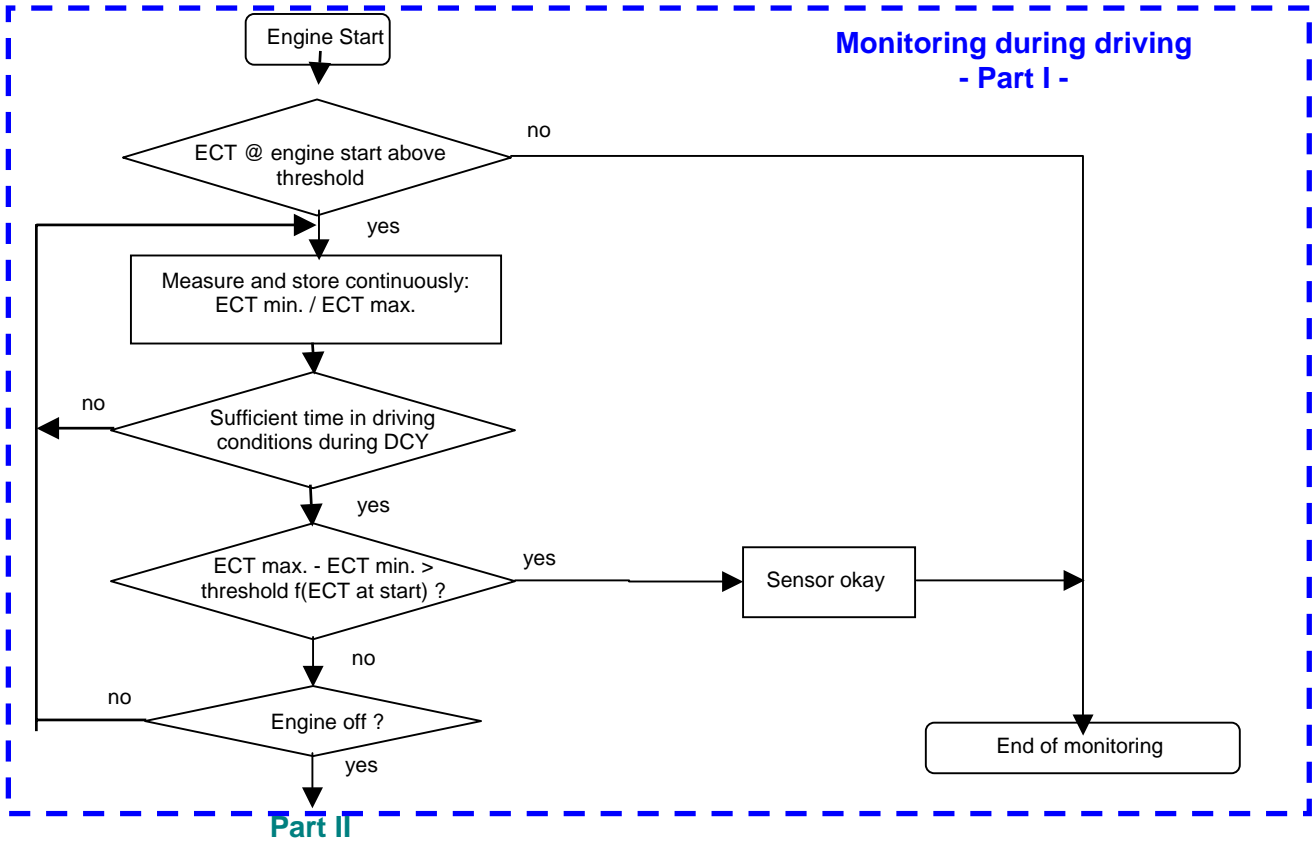 Engine Start
Monitoring during driving
- Part I -
no
ECT @ engine start above
threshold
yes
Measure and store continuously:
ECT min. / ECT max.
no
Sufficient time in driving
conditions during DCY
yes
ECT max. - ECT min. >
threshold f(ECT at start) ?
yes
Sensor okay
no
no
Engine off ?
End of monitoring
yes
Part II